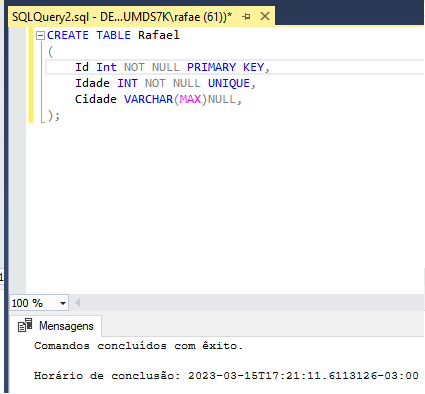 SQLQuery2.sql - DE...UMDS7K\rafae (61))*
CREATE TABLE Rafael
(
Id Int NOT NULL PRIMARY KEY,
Idade INT NOT NULL UNIQUE,
Cidade VARCHAR(MAX)NULL,
);
1
100 %
Mensagens
Comandos concluídos com êxito.
Horário de conclusão: 2023-03-15T17:21:11.6113126-03:00